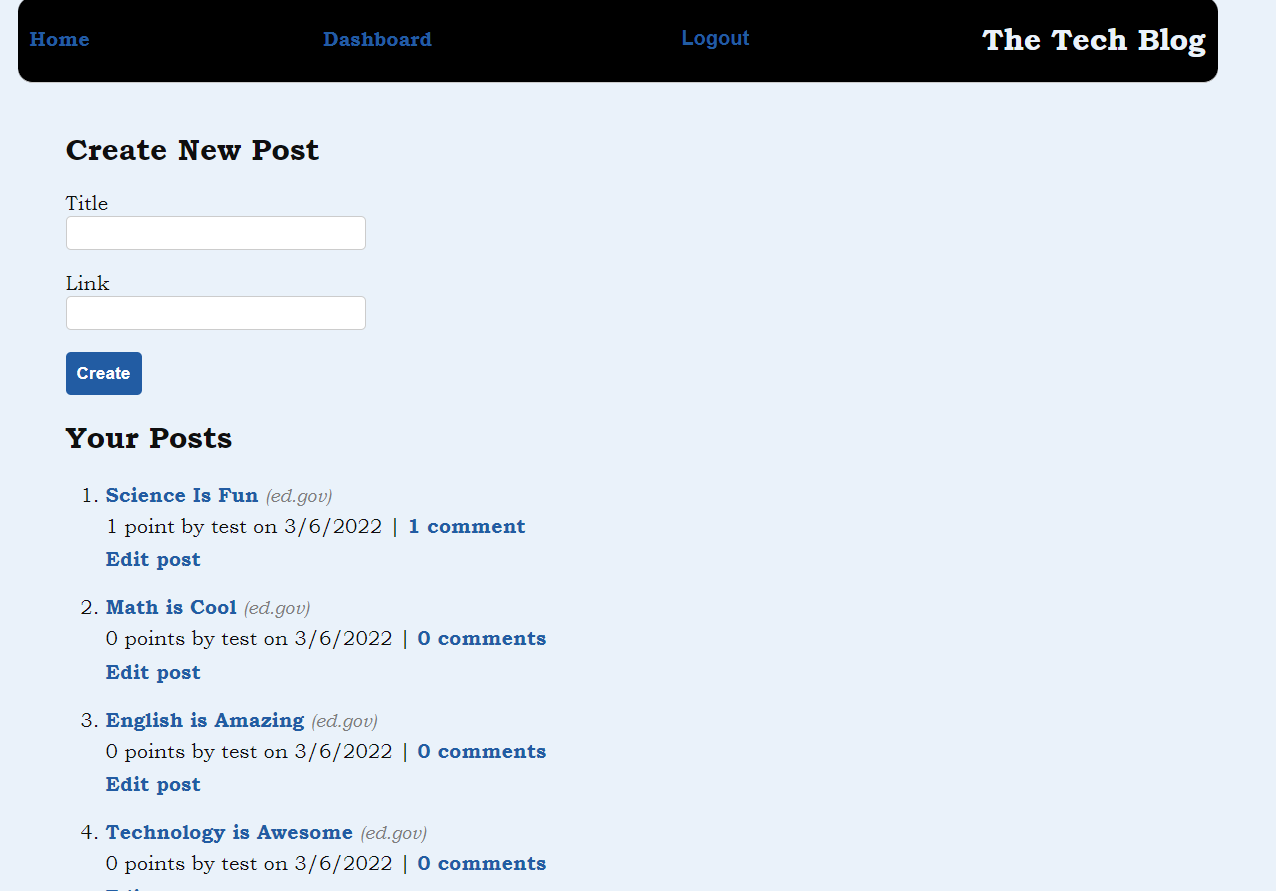 Home Dashboard Logout The Tech Blog
Create New Post
Title
Link
Create
Your Posts
1. Science Is Fun (ed.gov)
1 point by test on 3/6/2022 | 1 comment
Edit post
2. Math is Cool (ed.gov)
0 points by test on 3/6/2022 | 0 comments
Edit post
3. English is Amazing (ed.gov)
0 points by test on 3/6/2022 | 0 comments
Edit post
4. Technology is Awesome (ed.gov)
0 points by test on 3/6/2022 | 0 comments